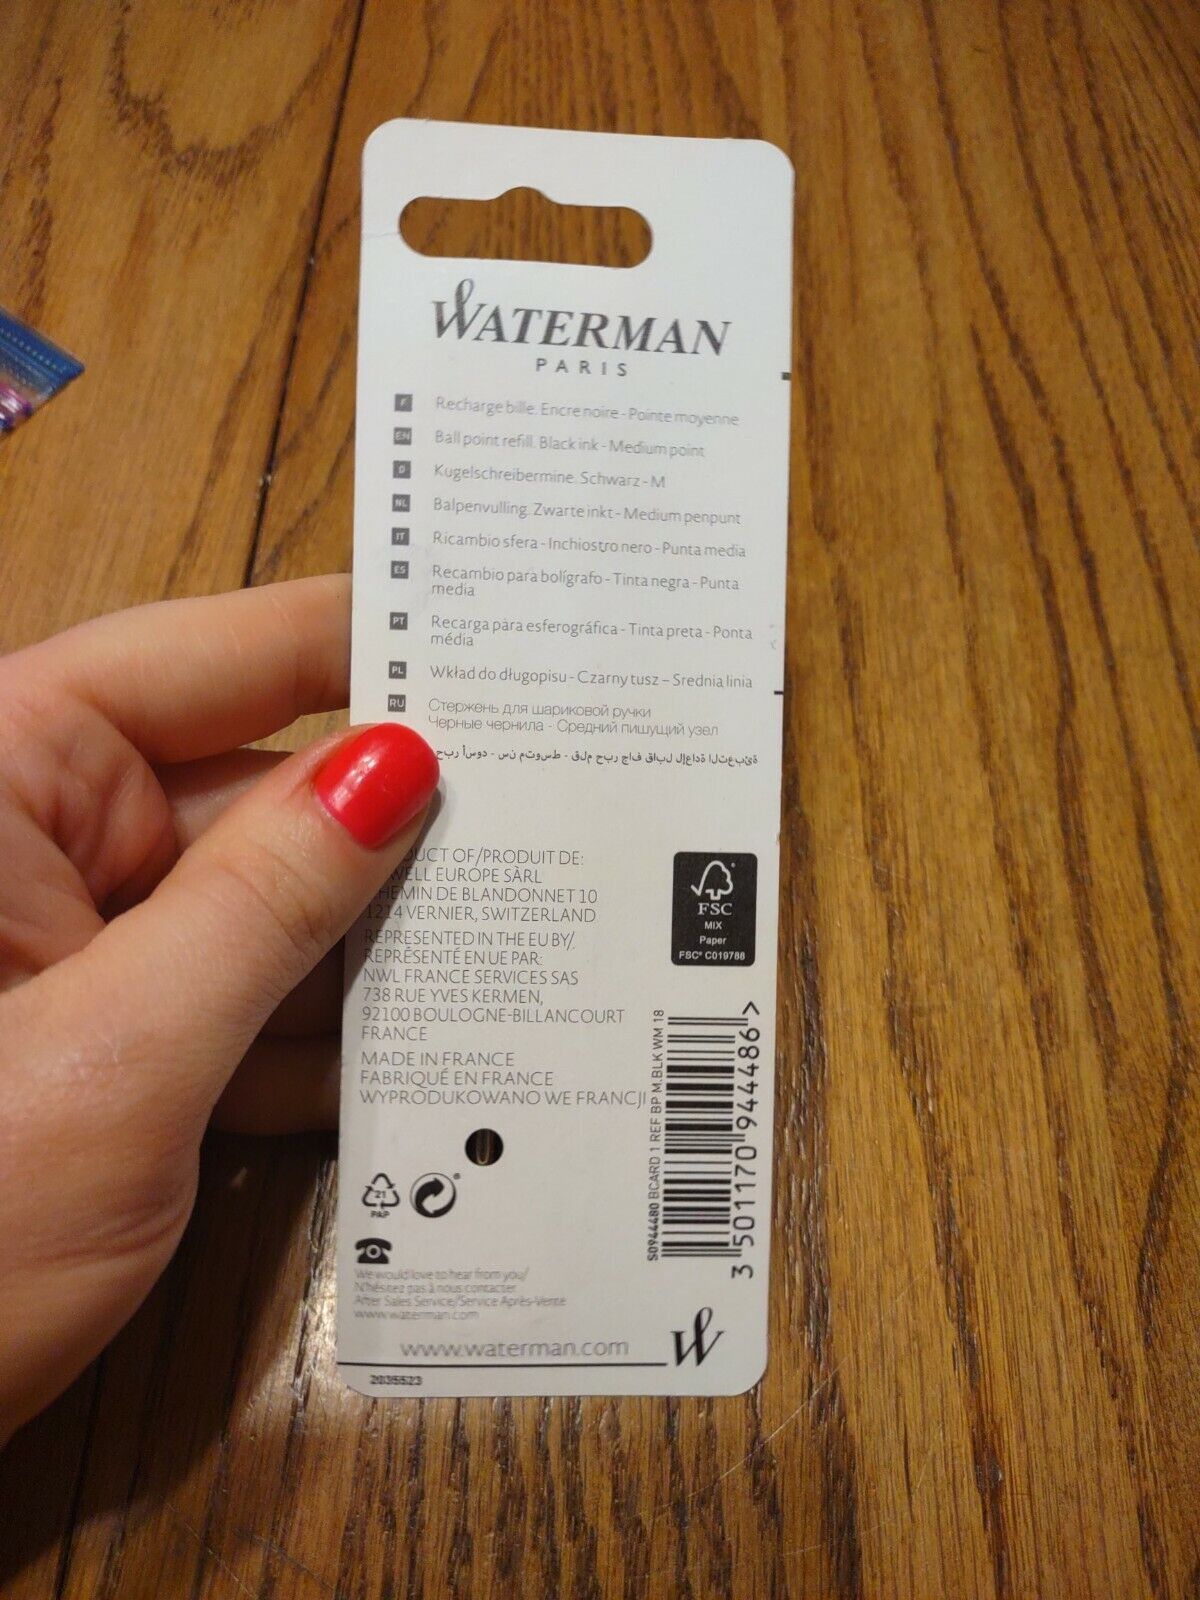 WATERMAN
PARIS
F Recharge bille. Encre noire - Pointe moyenne
EN Ball point refill. Black ink - Medium point
D Kugelschreibermine. Schwarz - M
NL Balpenvulling. Zwarte inkt - Medium penpunt
IT Ricambio sfera - Inchiostro nero - Punta media
ES Recambio para bolígrafo - Tinta negra - Punta
media
PT Recarga para esferográfica - Tinta preta - Ponta
média
PL Wkład do długopisu - Czarny tusz – Srednia linia
RU Стержень для шариковой ручки
Черные чернила - Средний пишущий узел
UCT OF/PRODUIT DE:
WELL EUROPE SÀRL
CHEMIN DE BLANDONNET 10
1214 VERNIER, SWITZERLAND
REPRESENTED IN THE EU BY/
REPRÉSENTÉ EN UE PAR:
NWL FRANCE SERVICES SAS
738 RUE YVES KERMEN,
92100 BOULOGNE-BILLANCOURT
FRANCE
MADE IN FRANCE
FABRIQUÉ EN FRANCE
WYPRODUKOWANO WE FRANCJI
FSC
MIX
Paper
FSC® C019788
S0944480 BCARD 1 REF BP M.BLK WM 18
3 501170 944486 >
21
PAP
®
We would love to hear from you/
N'hésitez pas à nous contacter
After Sales Service/Service Après-Vente
www.waterman.com
www.waterman.com
W
2035523